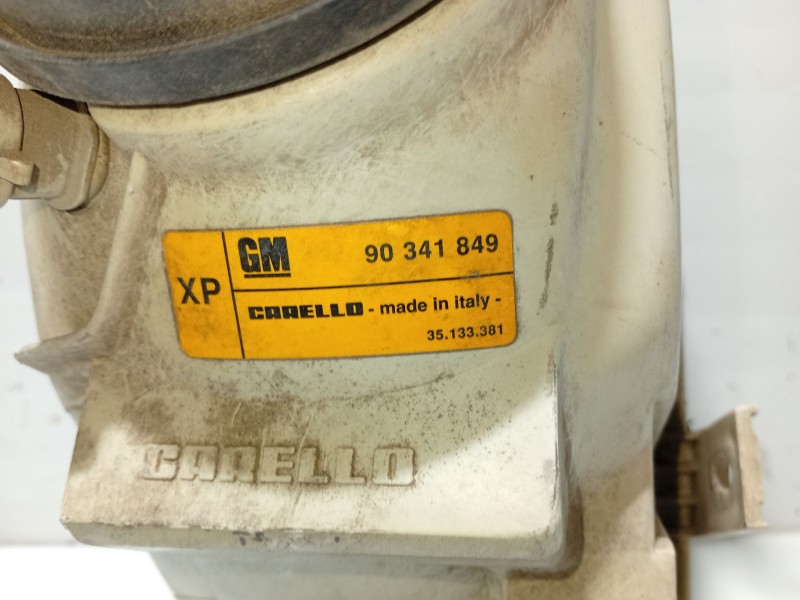 XP
GM 90 341 849
CARELLO - made in italy -
35.133.381
CARELLO